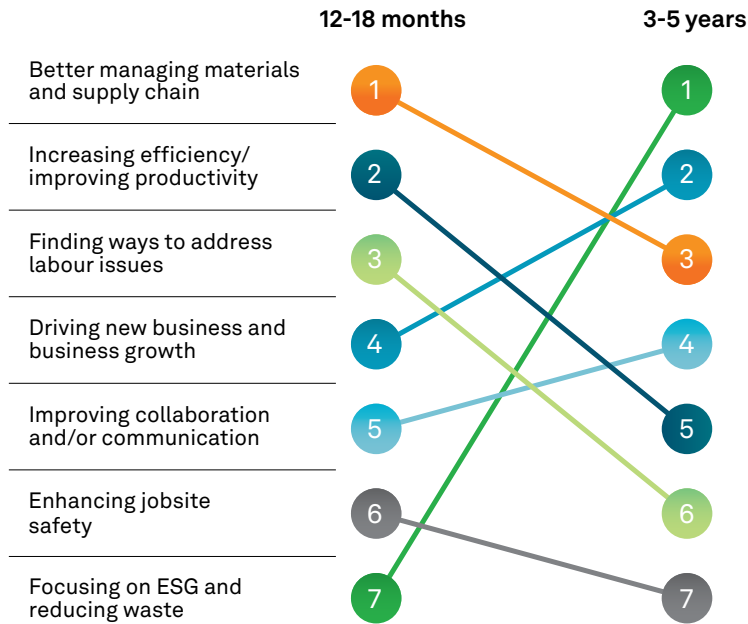 12-18 months 3-5 years
Better managing materials
and supply chain
1 1
Increasing efficiency/
improving productivity
2 2
Finding ways to address
labour issues
3 3
Driving new business and
business growth
4 4
Improving collaboration
and/or communication
5 5
Enhancing jobsite
safety
6 6
Focusing on ESG and
reducing waste
7 7